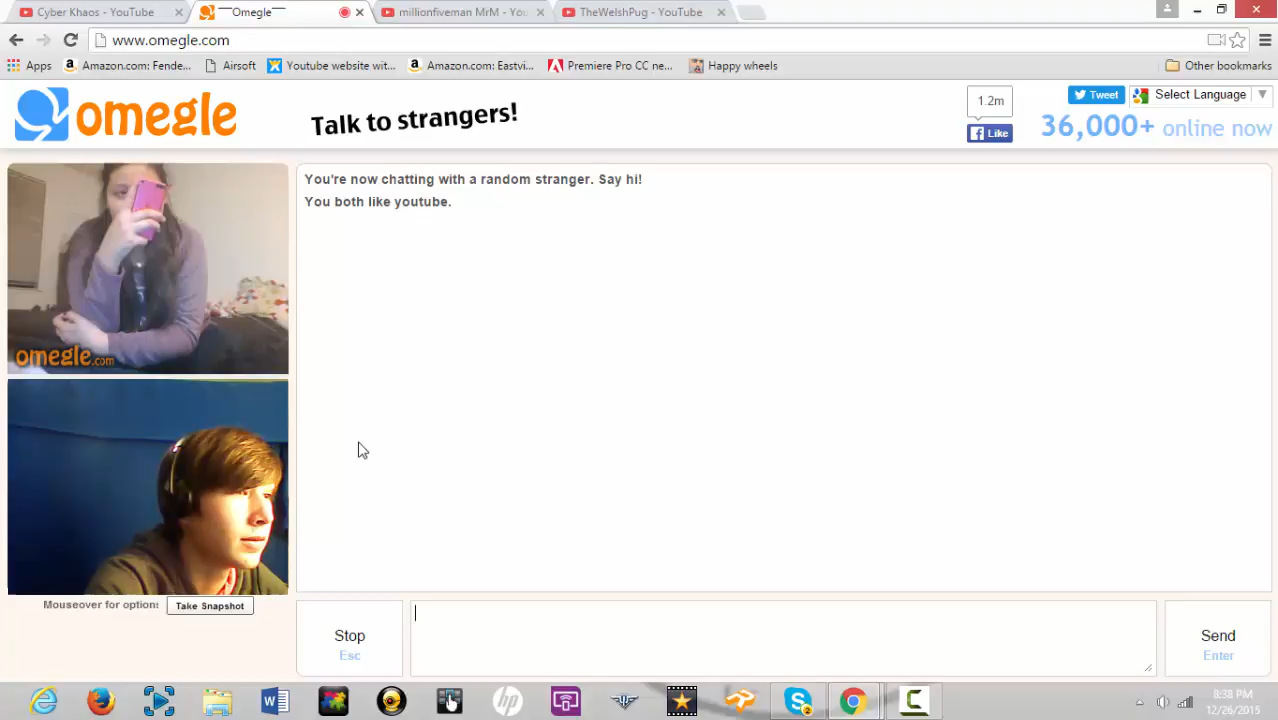 Cyber Khaos - YouTube
Omegle
millionfiveman MrM - You
TheWelshPug - YouTube
www.omegle.com
Apps
Amazon.com: Fende...
Airsoft
Youtube website wit...
Amazon.com: Eastvi...
Premiere Pro CC ne...
Happy wheels
Other bookmarks
omegle
Talk to strangers!
1.2m
Like
Tweet
Select Language
36,000+ online now
You're now chatting with a random stranger. Say hi!
You both like youtube.
omegle.com
Mouseover for options
Take Snapshot
Stop
Esc
Send
Enter
8:38 PM
12/26/2015